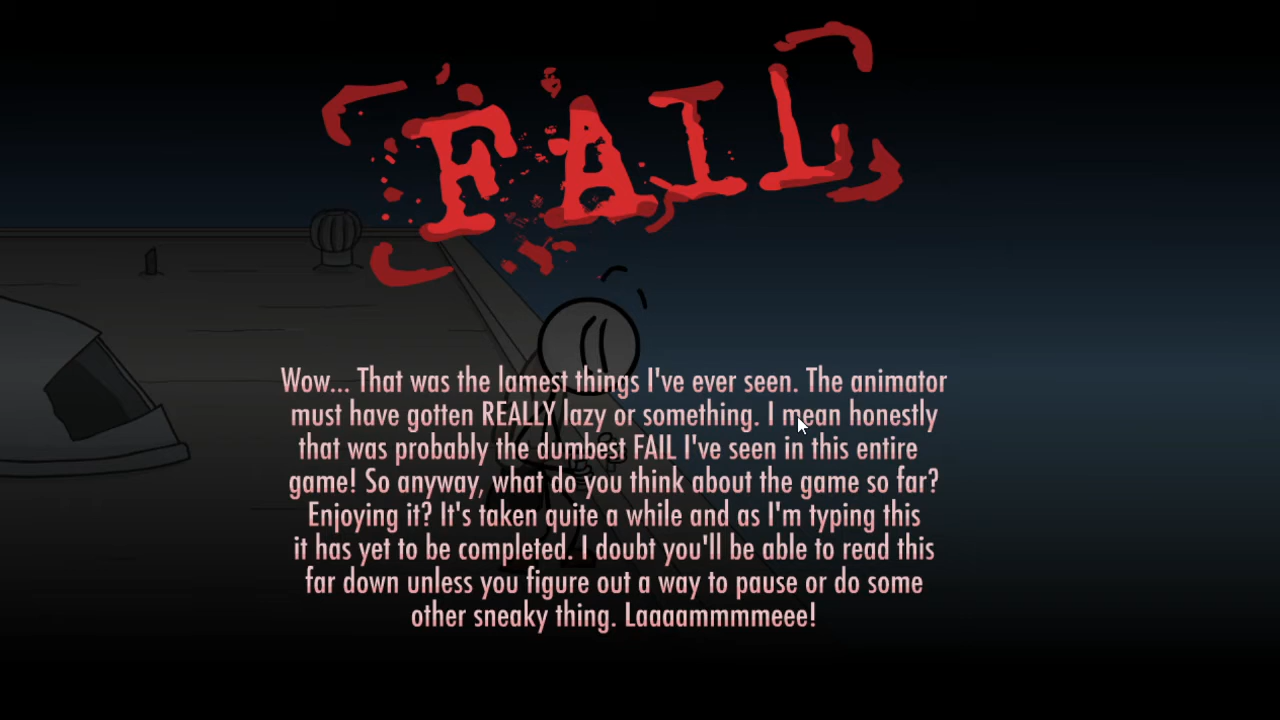 FAIL
Wow... That was the lamest things I've ever seen. The animator
must have gotten REALLY lazy or something. I mean honestly
that was probably the dumbest FAIL I've seen in this entire
game! So anyway, what do you think about the game so far?
Enjoying it? It's taken quite a while and as I'm typing this
it has yet to be completed. I doubt you'll be able to read this
far down unless you figure out a way to pause or do some
other sneaky thing. Laaaammmmeee!